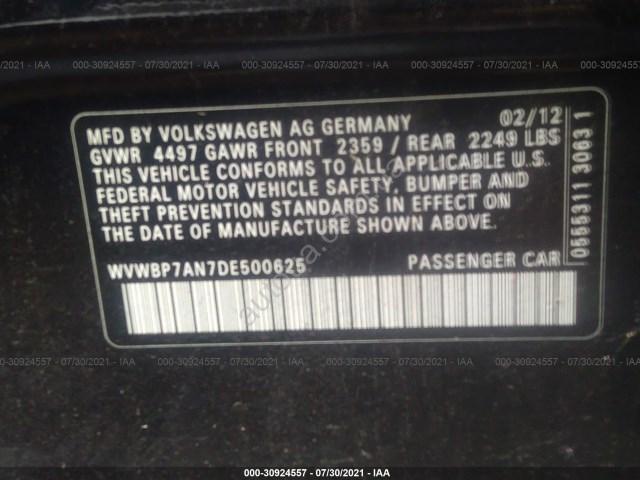 000-30924557 - 07/30/2021 - IAA
02/12
MFD BY VOLKSWAGEN AG GERMANY
GVWR 4497 GAWR FRONT 2359 / REAR 2249 LBS
THIS VEHICLE CONFORMS TO ALL APPLICABLE U.S.
FEDERAL MOTOR VEHICLE SAFETY, BUMPER AND
THEFT PREVENTION STANDARDS IN EFFECT ON
THE DATE OF MANUFACTURE SHOWN ABOVE.
WVWBP7AN7DE500625 PASSENGER CAR
0555311 3063 1
000-30924557 - 07/30/2021 - IAA
000-30924557 - 07/30/2021 - IAA